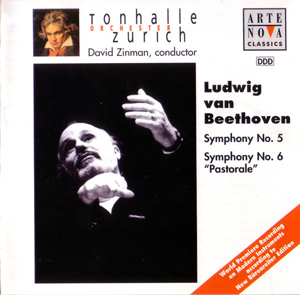 Tonhalle
ORCHESTER
Zürich
David Zinman, conductor
ARTE
NOVA
CLASSICS
DDD
Ludwig
van
Beethoven
Symphony No. 5
Symphony No. 6
"Pastorale"
World Premiere Recording
on Modern Instruments
according to
New Bärenreiter Edition